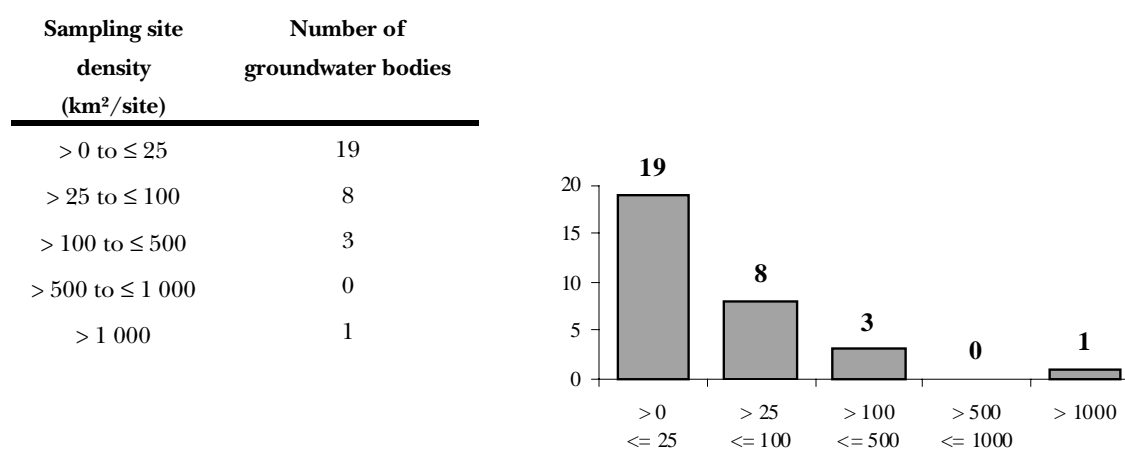 Sampling site
density
(km²/site)
Number of
groundwater bodies
> 0 to ≤ 25 19
> 25 to ≤ 100 8
> 100 to ≤ 500 3
> 500 to ≤ 1 000 0
> 1 000 1
19
8
3
0
1
20
15
10
5
0
> 0
<= 25
> 25
<= 100
> 100
<= 500
> 500
<= 1000
> 1000